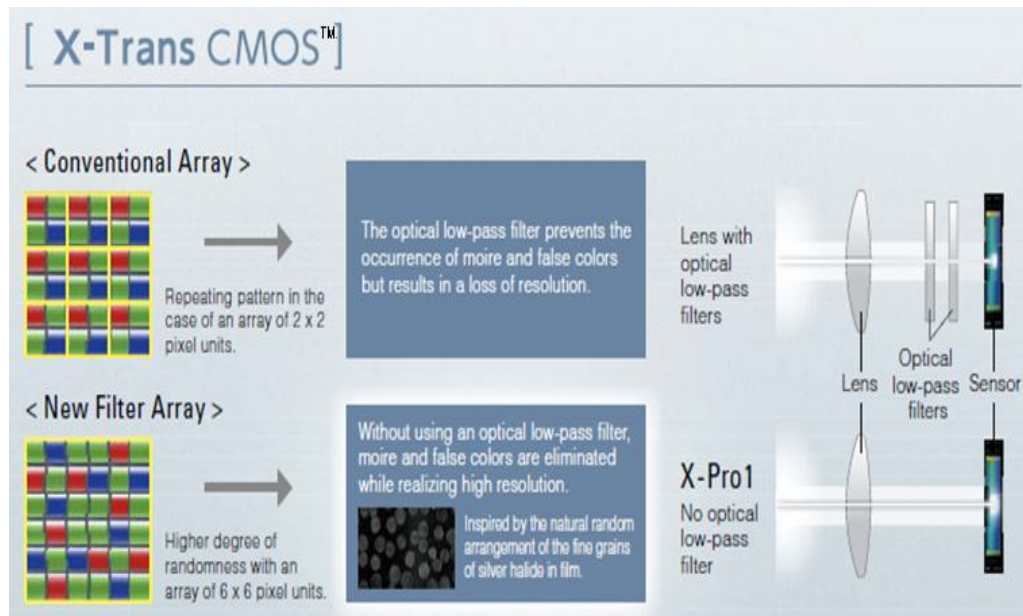 [ X-Trans CMOS™]
< Conventional Array >
Repeating pattern in the
case of an array of 2 x 2
pixel units.
The optical low-pass filter prevents the
occurrence of moire and false colors
but results in a loss of resolution.
Lens with
optical
low-pass
filters
Lens
Optical
low-pass
filters
Sensor
< New Filter Array >
Higher degree of
randomness with an
array of 6 x 6 pixel units.
Without using an optical low-pass filter,
moire and false colors are eliminated
while realizing high resolution.
Inspired by the natural random
arrangement of the fine grains
of silver halide in film.
X-Pro1
No optical
low-pass
filter